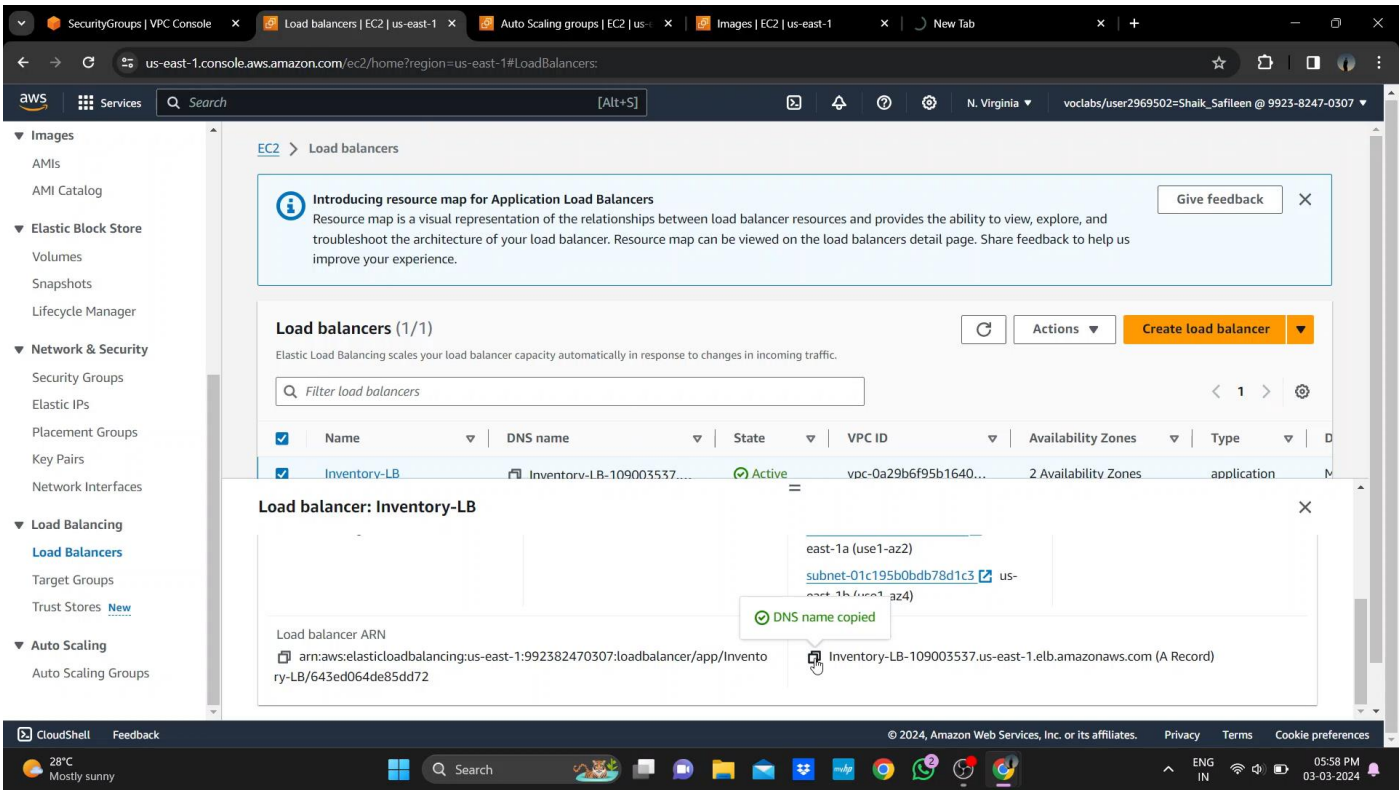 SecurityGroups | VPC Console
Load balancers | EC2 | us-east-1
Auto Scaling groups | EC2 | us-e
Images | EC2 | us-east-1
New Tab
us-east-1.console.aws.amazon.com/ec2/home?region=us-east-1#LoadBalancers:
aws Services Search [Alt+S] N. Virginia voclabs/user2969502=Shaik_Safileen @ 9923-8247-0307
Images
AMIs
AMI Catalog
Elastic Block Store
Volumes
Snapshots
Lifecycle Manager
Network & Security
Security Groups
Elastic IPs
Placement Groups
Key Pairs
Network Interfaces
Load Balancing
Load Balancers
Target Groups
Trust Stores New
Auto Scaling
Auto Scaling Groups
EC2 > Load balancers
Introducing resource map for Application Load Balancers
Resource map is a visual representation of the relationships between load balancer resources and provides the ability to view, explore, and
troubleshoot the architecture of your load balancer. Resource map can be viewed on the load balancers detail page. Share feedback to help us
improve your experience.
Give feedback
Load balancers (1/1)
Actions
Create load balancer
Elastic Load Balancing scales your load balancer capacity automatically in response to changes in incoming traffic.
Filter load balancers
1
Name DNS name State VPC ID Availability Zones Type D
Inventory-LB Inventory-LB-109003537.... Active vpc-0a29b6f95b1640... 2 Availability Zones application M
Load balancer: Inventory-LB
east-1a (use1-az2)
subnet-01c195b0bdb78d1c3 us-
east-1b (use1-az4)
DNS name copied
Load balancer ARN
arn:aws:elasticloadbalancing:us-east-1:992382470307:loadbalancer/app/Invento
ry-LB/643ed064de85dd72
Inventory-LB-109003537.us-east-1.elb.amazonaws.com (A Record)
CloudShell Feedback © 2024, Amazon Web Services, Inc. or its affiliates. Privacy Terms Cookie preferences
28°C
Mostly sunny
Search
mvhp
2
ENG
IN
05:58 PM
03-03-2024